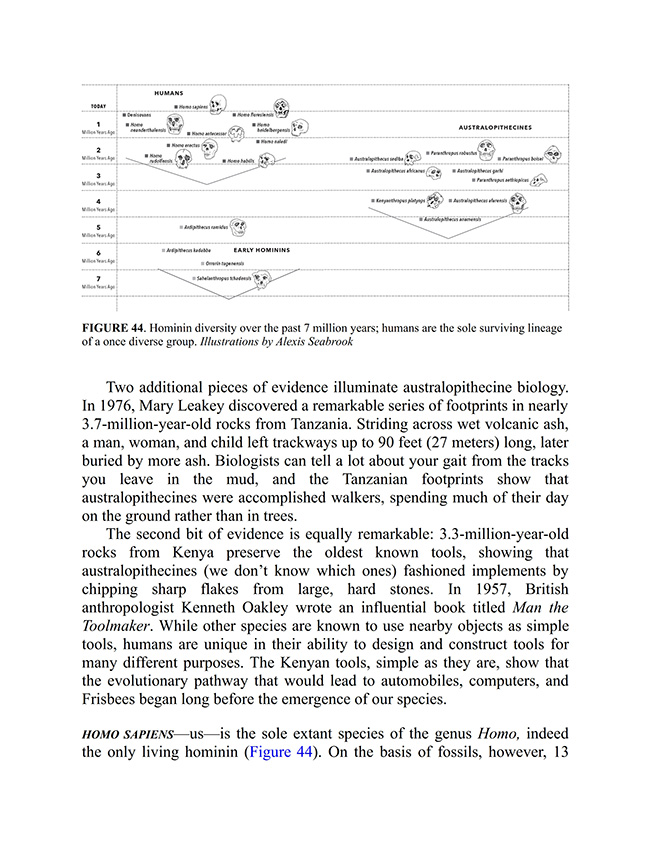 HUMANS
TODAY
Homo sapiens
Denisovans
Homo floresiensis
1
Million Years Ago
Homo
neanderthalensis
Homo antecessor
Homo
heidelbergensis
AUSTRALOPITHECINES
Homo naledi
Homo erectus
2
Million Years Ago
Homo
rudolfensis
Homo habilis
Australopithecus sediba
Paranthropus robustus
Paranthropus boisei
3
Million Years Ago
Australopithecus africanus
Australopithecus garhi
Paranthropus aethiopicus
4
Million Years Ago
Kenyanthropus platyops
Australopithecus afarensis
Australopithecus anamensis
5
Million Years Ago
Ardipithecus ramidus
6
Million Years Ago
Ardipithecus kadabba
EARLY HOMININS
Orrorin tugenensis
7
Million Years Ago
Sahelanthropus tchadensis
FIGURE 44. Hominin diversity over the past 7 million years; humans are the sole surviving lineage
of a once diverse group. Illustrations by Alexis Seabrook
Two additional pieces of evidence illuminate australopithecine biology.
In 1976, Mary Leakey discovered a remarkable series of footprints in nearly
3.7-million-year-old rocks from Tanzania. Striding across wet volcanic ash,
a man, woman, and child left trackways up to 90 feet (27 meters) long, later
buried by more ash. Biologists can tell a lot about your gait from the tracks
you leave in the mud, and the Tanzanian footprints show that
australopithecines were accomplished walkers, spending much of their day
on the ground rather than in trees.
The second bit of evidence is equally remarkable: 3.3-million-year-old
rocks from Kenya preserve the oldest known tools, showing that
australopithecines (we don’t know which ones) fashioned implements by
chipping sharp flakes from large, hard stones. In 1957, British
anthropologist Kenneth Oakley wrote an influential book titled Man the
Toolmaker. While other species are known to use nearby objects as simple
tools, humans are unique in their ability to design and construct tools for
many different purposes. The Kenyan tools, simple as they are, show that
the evolutionary pathway that would lead to automobiles, computers, and
Frisbees began long before the emergence of our species.
HOMO SAPIENS—us—is the sole extant species of the genus Homo, indeed
the only living hominin (Figure 44). On the basis of fossils, however, 13